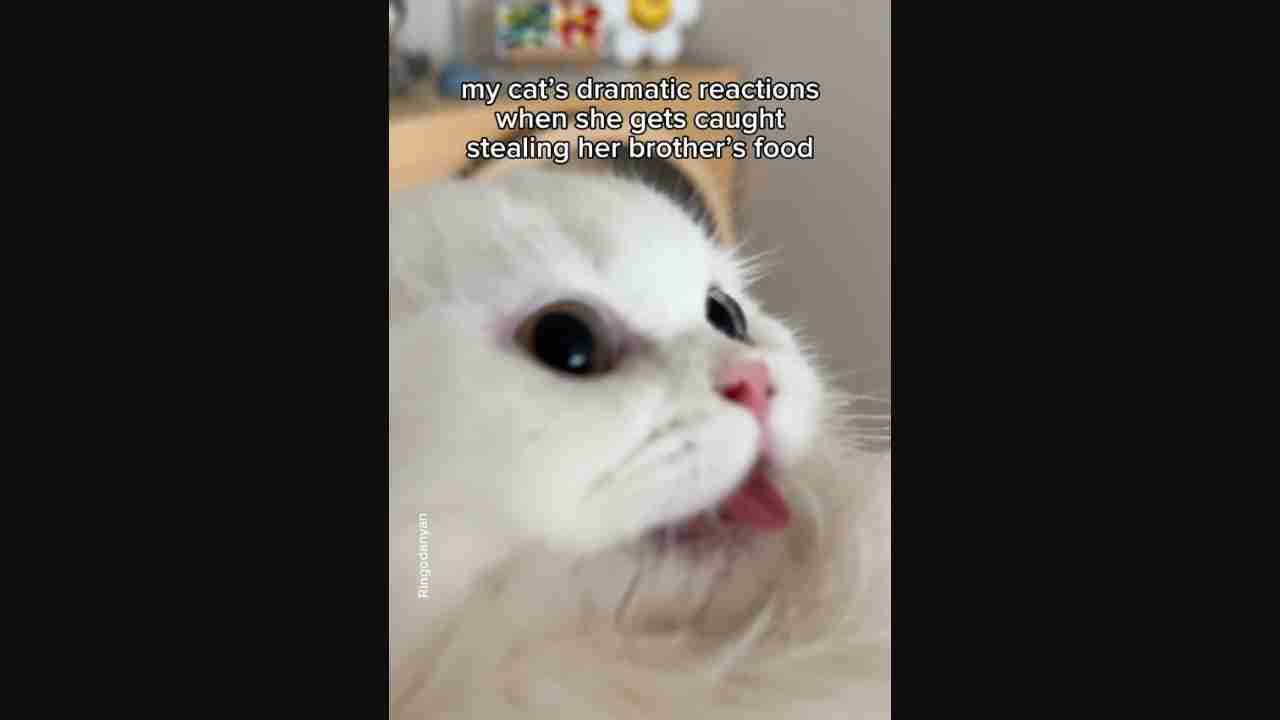 my cat’s dramatic reactions
when she gets caught
stealing her brother’s food
Ringodanyan